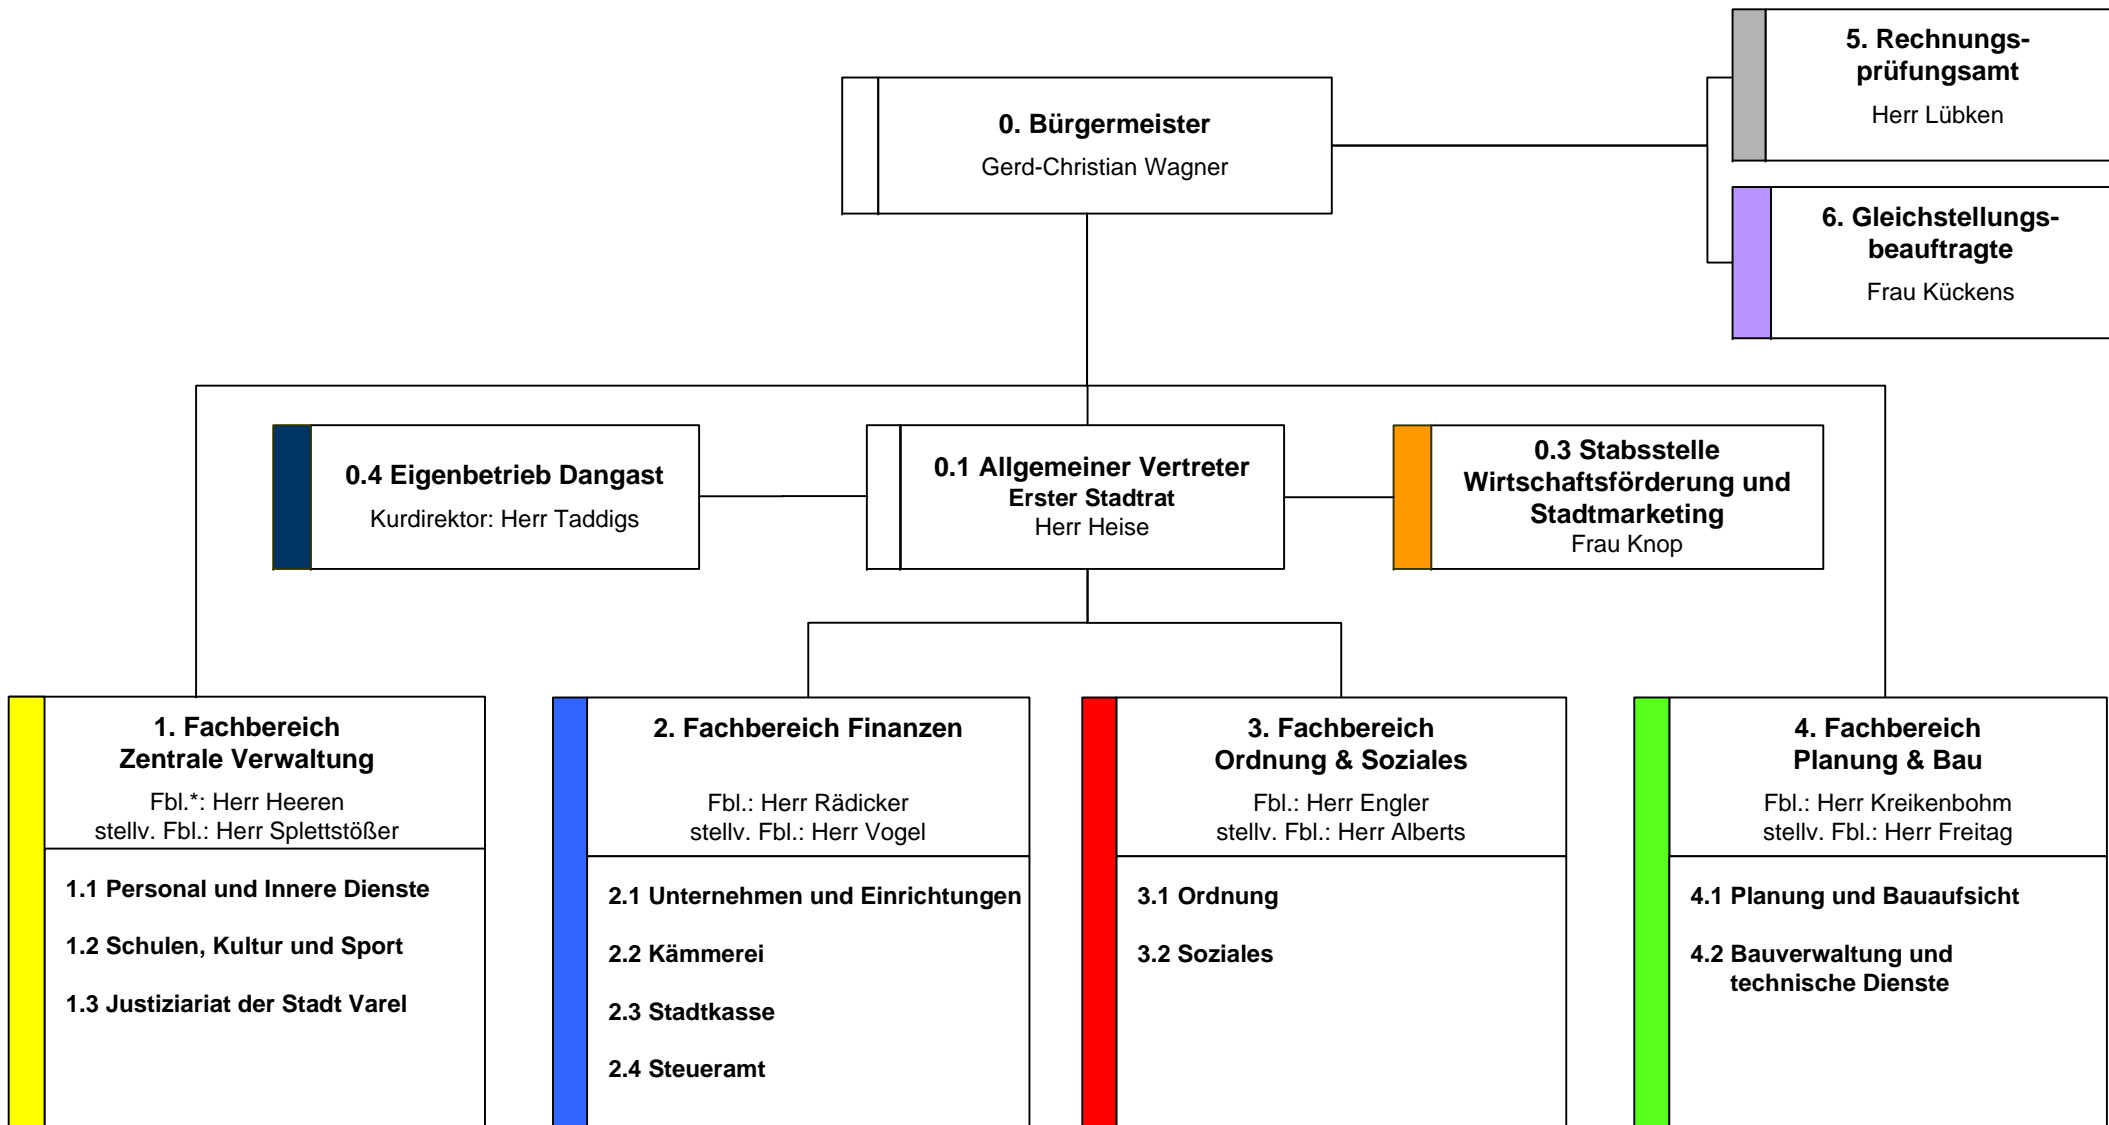 5. Rechnungs-
prüfungsamt
Herr Lübken
0. Bürgermeister
Gerd-Christian Wagner
6. Gleichstellungs-
beauftragte
Frau Kückens
0.4 Eigenbetrieb Dangast
Kurdirektor: Herr Taddigs
0.1 Allgemeiner Vertreter
Erster Stadtrat
Herr Heise
0.3 Stabsstelle
Wirtschaftsförderung und
Stadtmarketing
Frau Knop
1. Fachbereich
Zentrale Verwaltung
Fbl.*: Herr Heeren
stellv. Fbl.: Herr Splettstößer
1.1 Personal und Innere Dienste
1.2 Schulen, Kultur und Sport
1.3 Justiziariat der Stadt Varel
2. Fachbereich Finanzen
Fbl.: Herr Rädicker
stellv. Fbl.: Herr Vogel
2.1 Unternehmen und Einrichtungen
2.2 Kämmerei
2.3 Stadtkasse
2.4 Steueramt
3. Fachbereich
Ordnung & Soziales
Fbl.: Herr Engler
stellv. Fbl.: Herr Alberts
3.1 Ordnung
3.2 Soziales
4. Fachbereich
Planung & Bau
Fbl.: Herr Kreikenbohm
stellv. Fbl.: Herr Freitag
4.1 Planung und Bauaufsicht
4.2 Bauverwaltung und
technische Dienste